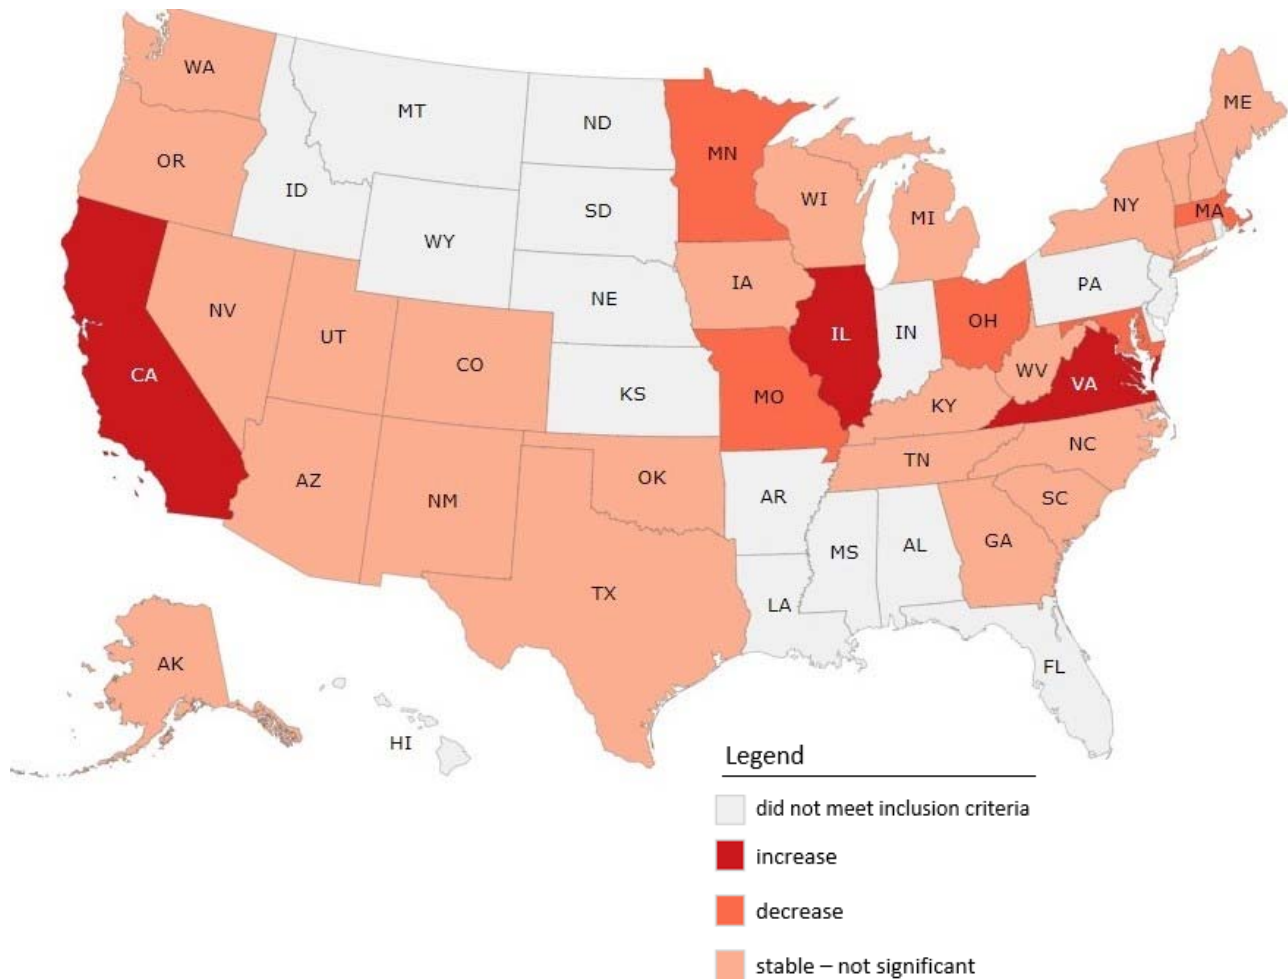 WA
MT
ND
MN
ME
OR
ID
SD
WI
MI
NY
MA
WY
NE
IA
PA
NV
UT
CO
KS
MO
IL
IN
OH
WV
VA
CA
KY
AZ
NM
OK
AR
TN
NC
SC
MS
AL
GA
TX
LA
AK
HI
FL
Legend
did not meet inclusion criteria
increase
decrease
stable – not significant